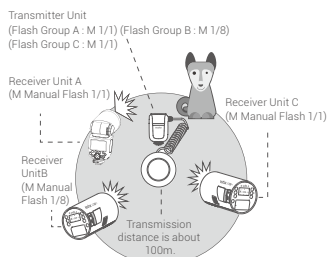 Transmitter Unit
(Flash Group A : M 1/1) (Flash Group B : M 1/8)
(Flash Group C : M 1/1)
Receiver Unit A
(M Manual Flash 1/1)
Receiver Unit C
(M Manual Flash 1/1)
Receiver
UnitB
(M Manual
Flash 1/8)
Transmission
distance is about
100m.